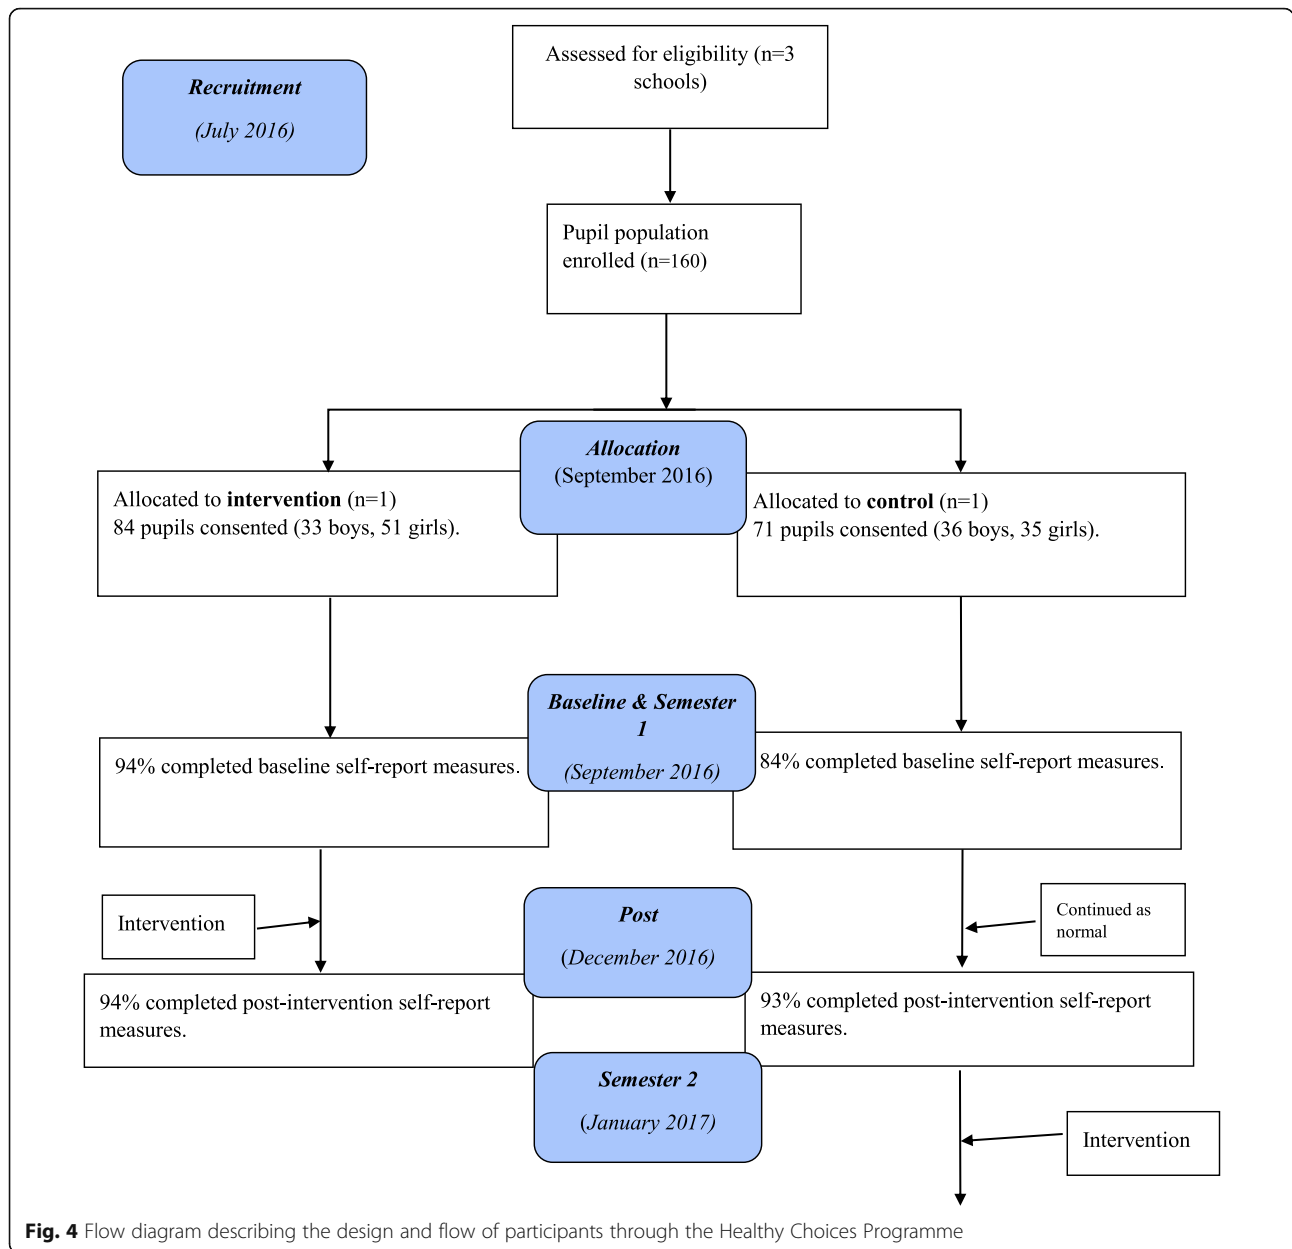 Assessed for eligibility (n=3
schools)
Recruitment
(July 2016)
Pupil population
enrolled (n=160)
Allocation
(September 2016)
Allocated to intervention (n=1)
84 pupils consented (33 boys, 51 girls).
Allocated to control (n=1)
71 pupils consented (36 boys, 35 girls).
Baseline & Semester
1
(September 2016)
94% completed baseline self-report measures.
84% completed baseline self-report measures.
Intervention
Post
(December 2016)
Continued as
normal
94% completed post-intervention self-report
measures.
93% completed post-intervention self-report
measures.
Semester 2
(January 2017)
Intervention
Fig. 4 Flow diagram describing the design and flow of participants through the Healthy Choices Programme